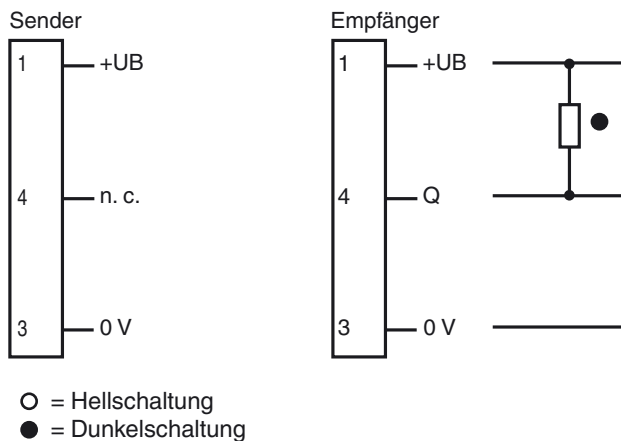 Sender
1 +UB
4 n. c.
3 0 V
Empfänger
1 +UB
4 Q
3 0 V
= Hellschaltung
= Dunkelschaltung